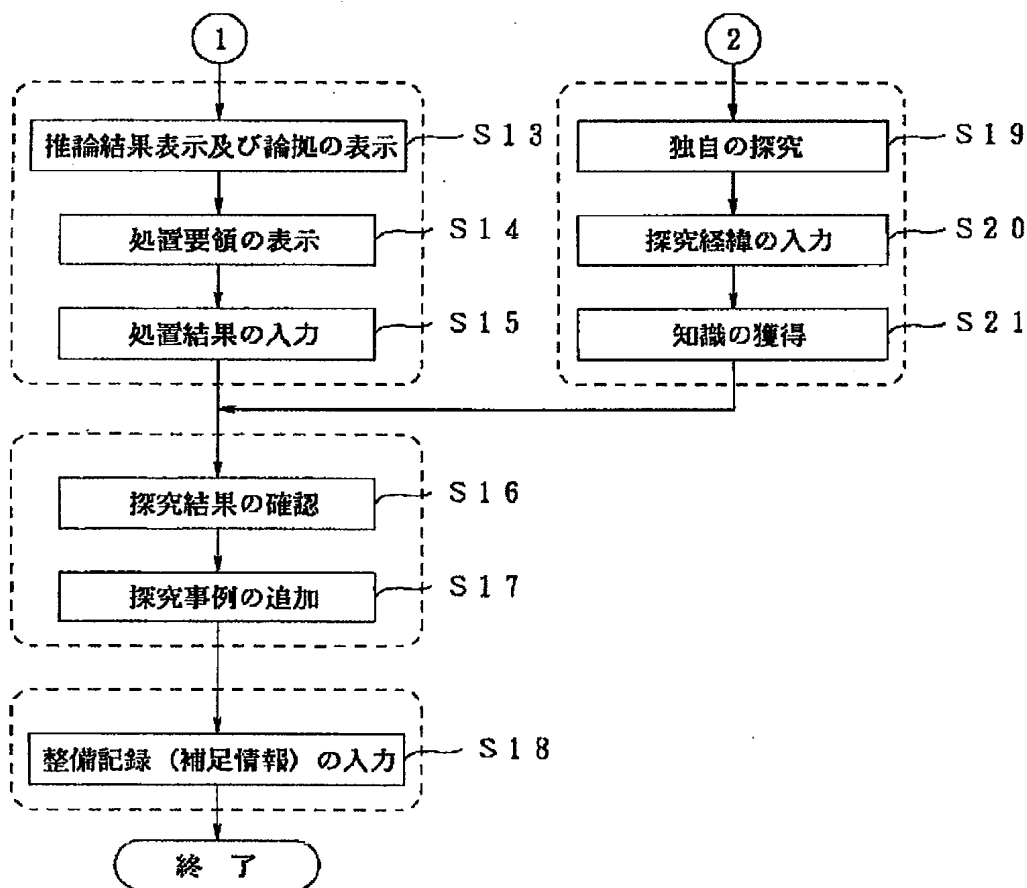 1
推論結果表示及び論拠の表示
S13
処置要領の表示
S14
処置結果の入力
S15
2
独自の探究
S19
探究経緯の入力
S20
知識の獲得
S21
探究結果の確認
S16
探究事例の追加
S17
整備記録（補足情報）の入力
S18
終了